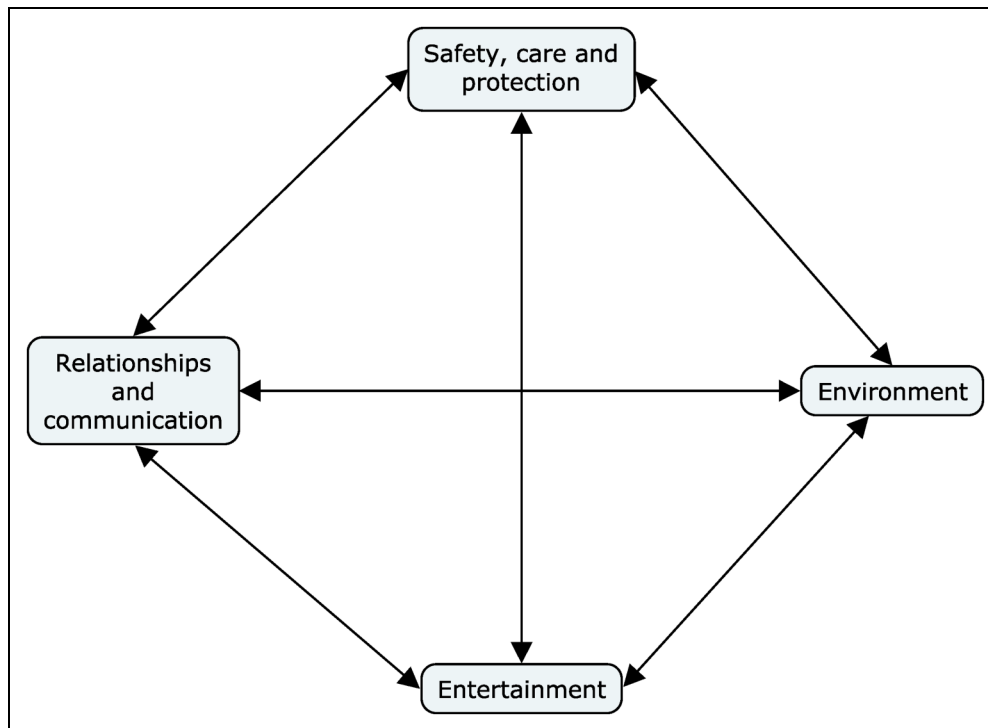 Safety, care and
protection
Relationships
and
communication
Environment
Entertainment